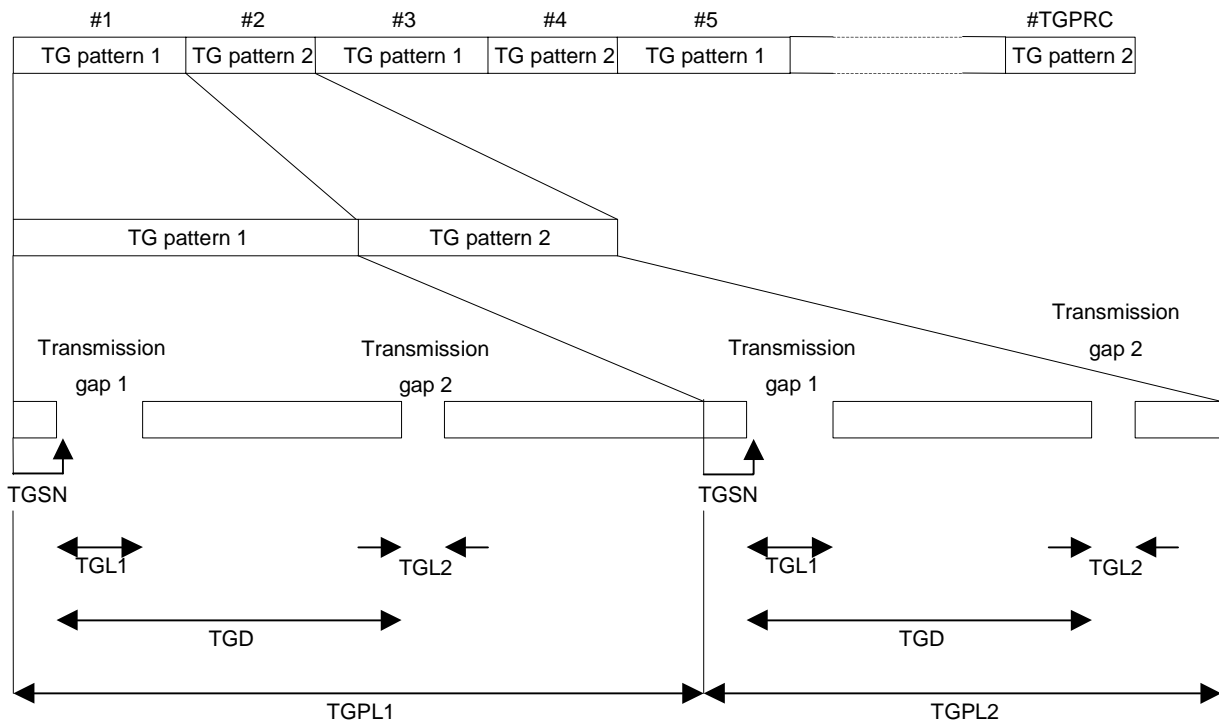 #1 #2 #3 #4 #5 #TGPRC
TG pattern 1 TG pattern 2 TG pattern 1 TG pattern 2 TG pattern 1 TG pattern 2
TG pattern 1 TG pattern 2
Transmission
gap 1
Transmission
gap 2
Transmission
gap 1
Transmission
gap 2
TGSN TGSN
TGL1 TGL2 TGL1 TGL2
TGD TGD
TGPL1 TGPL2